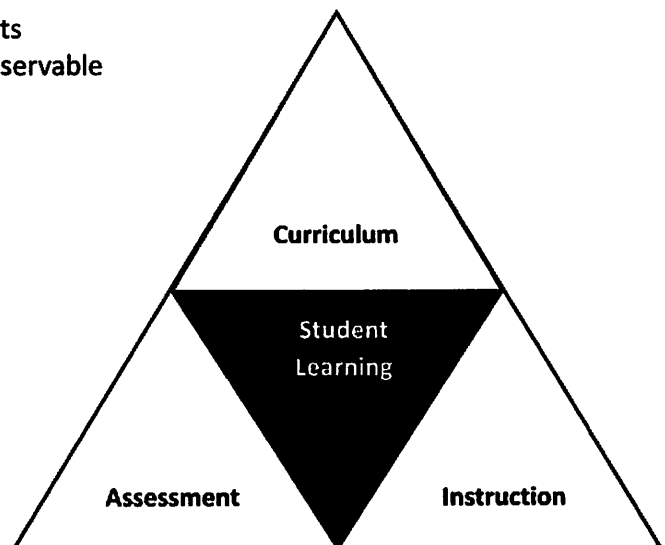 ts
servable
Curriculum
Student
Learning
Assessment
Instruction